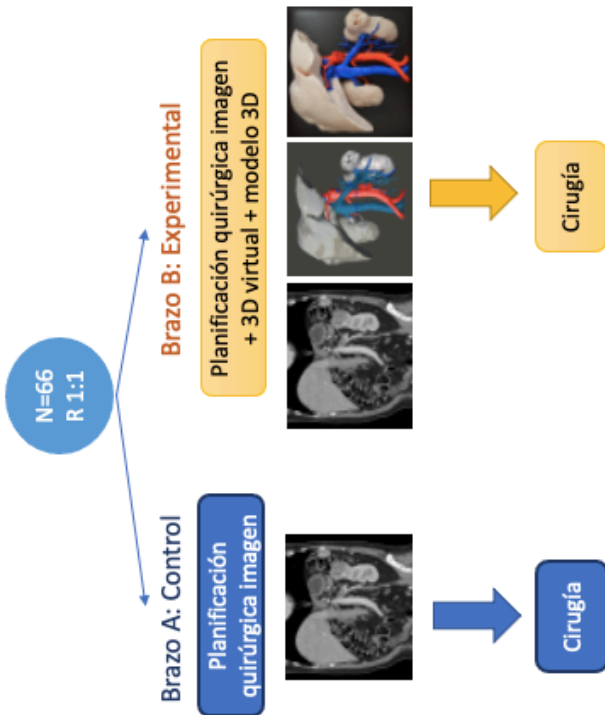 N=66
R 1:1
Brazo A: Control
Planificación
quirúrgica imagen
Cirugía
Brazo B: Experimental
Planificación quirúrgica imagen
+ 3D virtual + modelo 3D
Cirugía